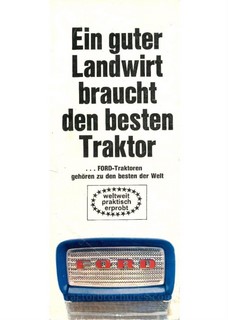 Ein guter
Landwirt
braucht
den besten
Traktor
...FORD-Traktoren
gehören zu den besten der Welt
weltweit
praktisch
erprobt
FORD